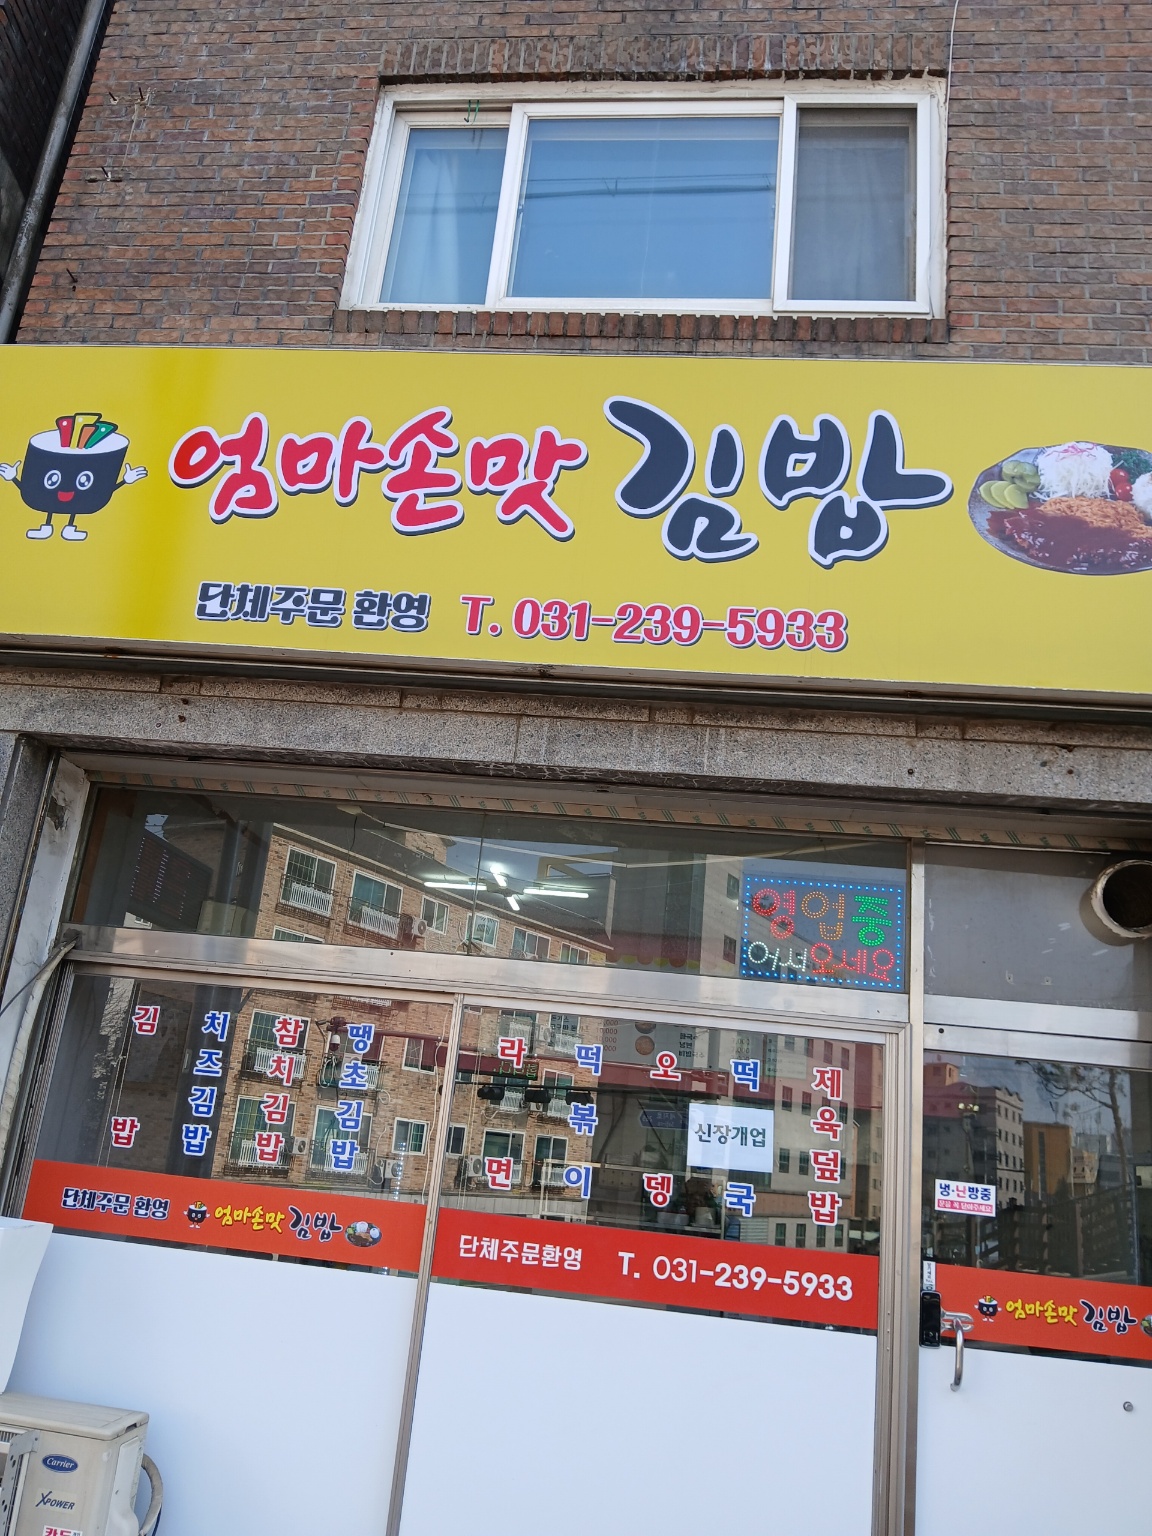 엄마손맛 김밥
단체주문 환영 T. 031-239-5933
영업중
어서오세요
김밥
치즈김밥
참치김밥
땡초김밥
라면
떡볶이
오뎅
떡국
제육덮밥
신장개업
냉·난방중
단체주문 환영 엄마손맛 김밥
단체주문환영 T. 031-239-5933
엄마손맛 김밥
Carrier
XPOWER